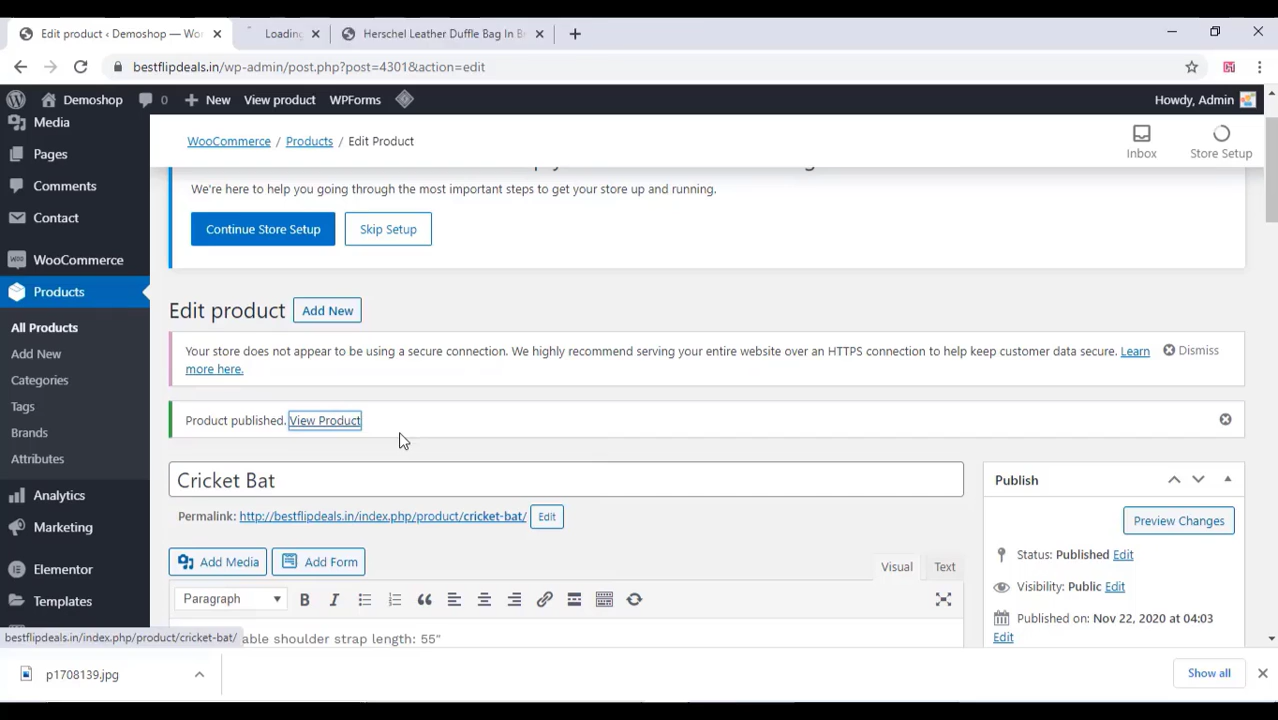 Edit product ‹ Demoshop — Wor
Loading
Herschel Leather Duffle Bag In Br
bestflipdeals.in/wp-admin/post.php?post=4301&action=edit
Demoshop
0
New
View product
WPForms
Howdy, Admin
Media
Pages
Comments
Contact
WooCommerce
Products
All Products
Add New
Categories
Tags
Brands
Attributes
Analytics
Marketing
Elementor
Templates
WooCommerce / Products / Edit Product
Inbox
Store Setup
We're here to help you going through the most important steps to get your store up and running.
Continue Store Setup
Skip Setup
Edit product
Add New
Your store does not appear to be using a secure connection. We highly recommend serving your entire website over an HTTPS connection to help keep customer data secure. Learn
more here.
Dismiss
Product published. View Product
Cricket Bat
Permalink: http://bestflipdeals.in/index.php/product/cricket-bat/
Edit
Add Media
Add Form
Visual
Text
Paragraph
B
I
able shoulder strap length: 55"
Publish
Preview Changes
Status: Published Edit
Visibility: Public Edit
Published on: Nov 22, 2020 at 04:03
Edit
bestflipdeals.in/index.php/product/cricket-bat/
p1708139.jpg
Show all